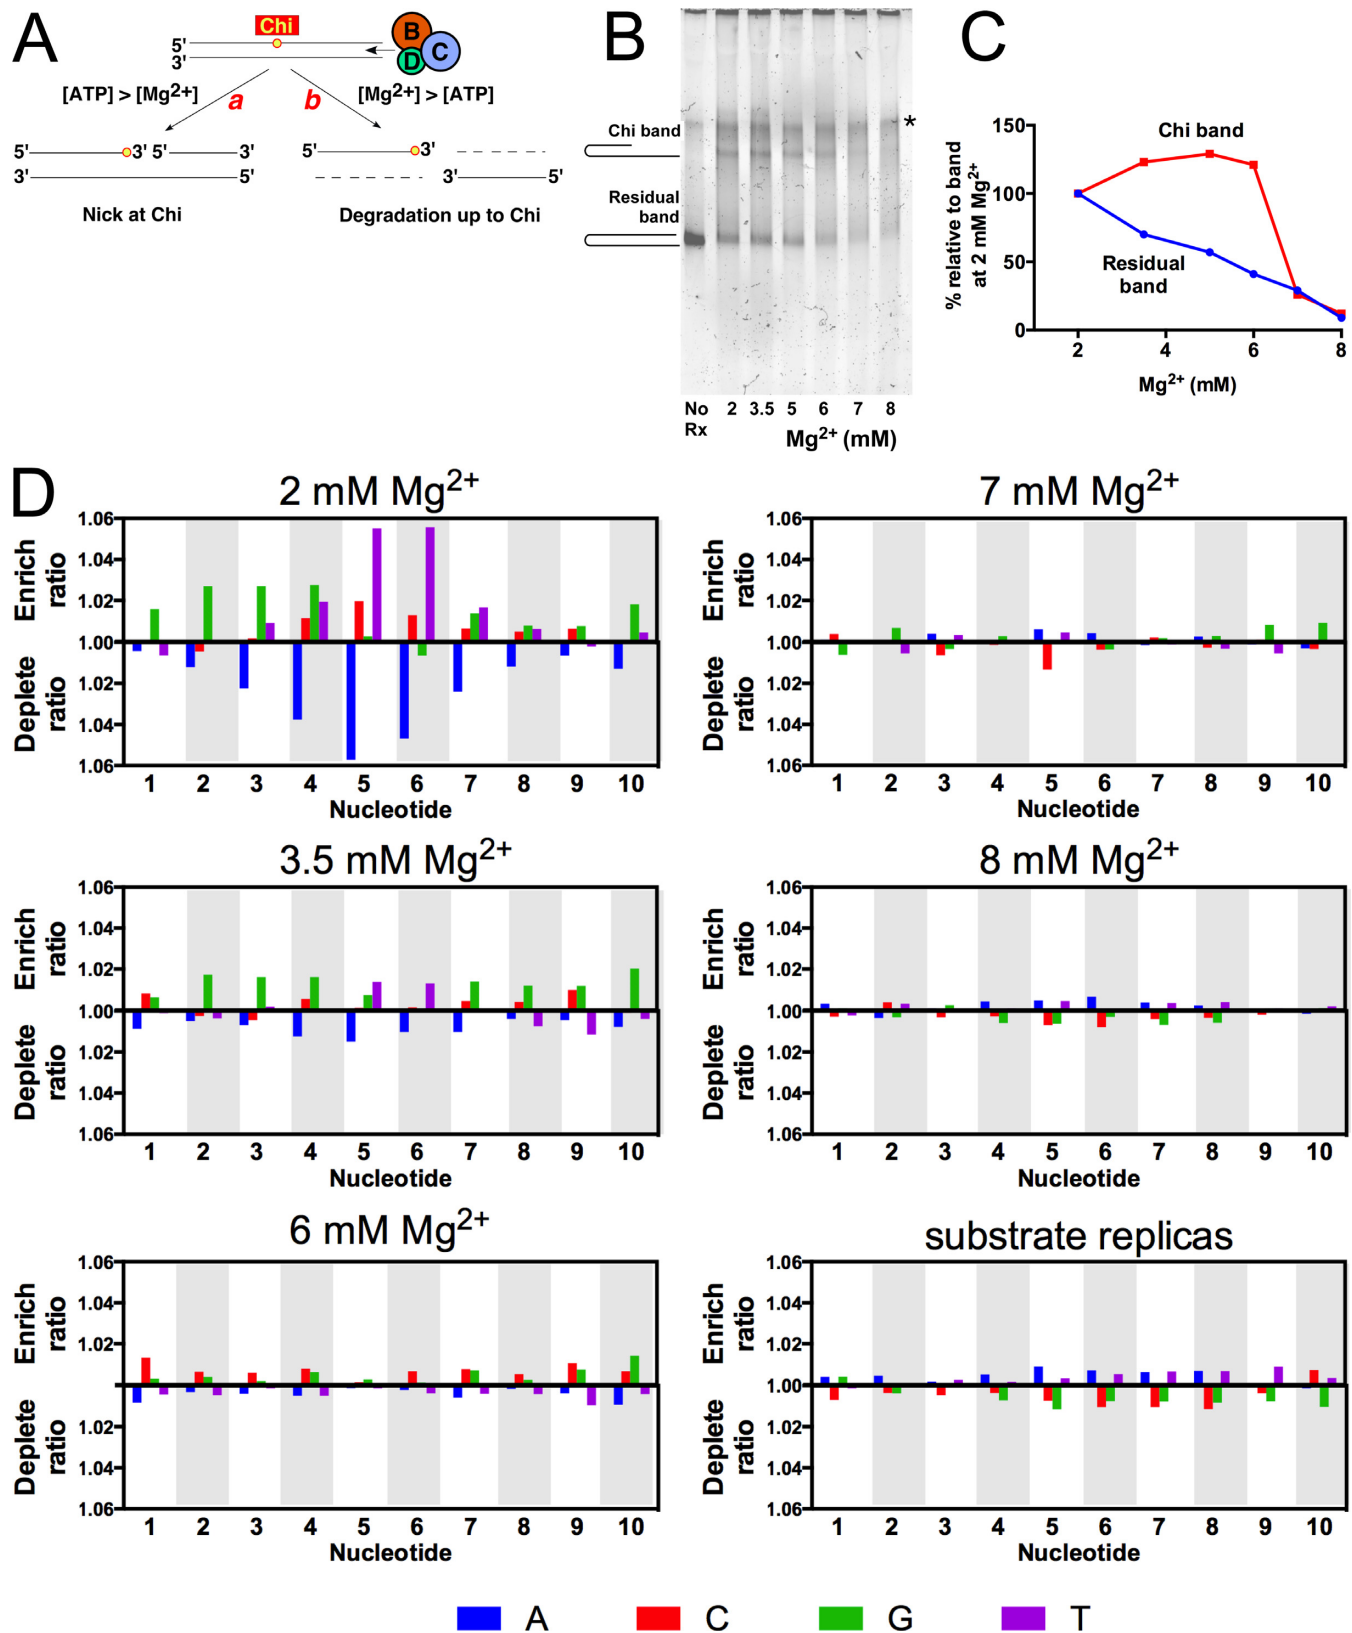 A
Chi
5'
3'
B
D
C
[ATP] > [Mg2+]
a
b
[Mg2+] > [ATP]
5'
3'
5'
3'
3'
5'
5'
3'
3'
5'
Nick at Chi
Degradation up to Chi
B
Chi band
Residual
band
*
No
Rx
2
3.5
5
6
7
8
Mg2+ (mM)
C
% relative to band
at 2 mM Mg2+
150
100
50
0
Chi band
Residual
band
2
4
6
8
Mg2+ (mM)
D
2 mM Mg2+
Enrich
ratio
Deplete
ratio
1.06
1.04
1.02
1.00
1.02
1.04
1.06
1 2 3 4 5 6 7 8 9 10
Nucleotide
7 mM Mg2+
Enrich
ratio
Deplete
ratio
1.06
1.04
1.02
1.00
1.02
1.04
1.06
1 2 3 4 5 6 7 8 9 10
Nucleotide
3.5 mM Mg2+
Enrich
ratio
Deplete
ratio
1.06
1.04
1.02
1.00
1.02
1.04
1.06
1 2 3 4 5 6 7 8 9 10
Nucleotide
8 mM Mg2+
Enrich
ratio
Deplete
ratio
1.06
1.04
1.02
1.00
1.02
1.04
1.06
1 2 3 4 5 6 7 8 9 10
Nucleotide
6 mM Mg2+
Enrich
ratio
Deplete
ratio
1.06
1.04
1.02
1.00
1.02
1.04
1.06
1 2 3 4 5 6 7 8 9 10
Nucleotide
substrate replicas
Enrich
ratio
Deplete
ratio
1.06
1.04
1.02
1.00
1.02
1.04
1.06
1 2 3 4 5 6 7 8 9 10
Nucleotide
A
C
G
T